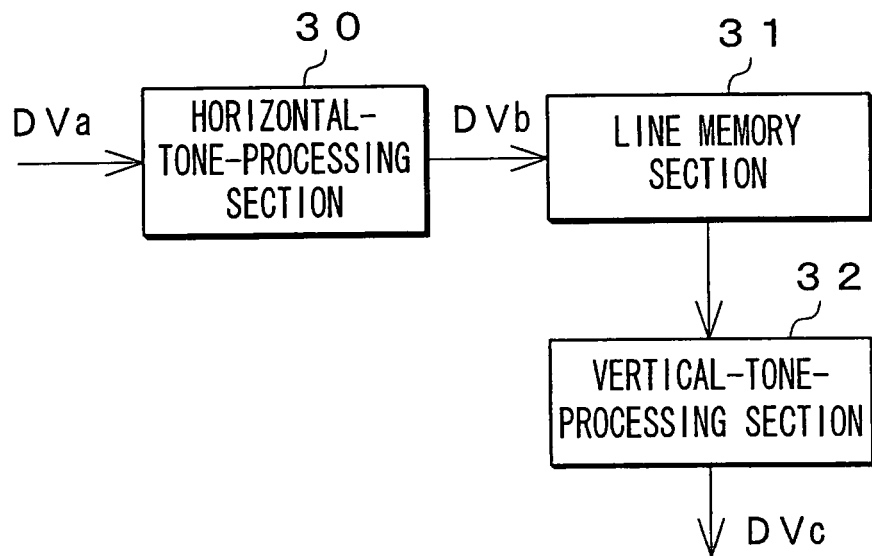 30
31
DVa
HORIZONTAL-
TONE-PROCESSING
SECTION
DVb
LINE MEMORY
SECTION
32
VERTICAL-TONE-
PROCESSING SECTION
DVc